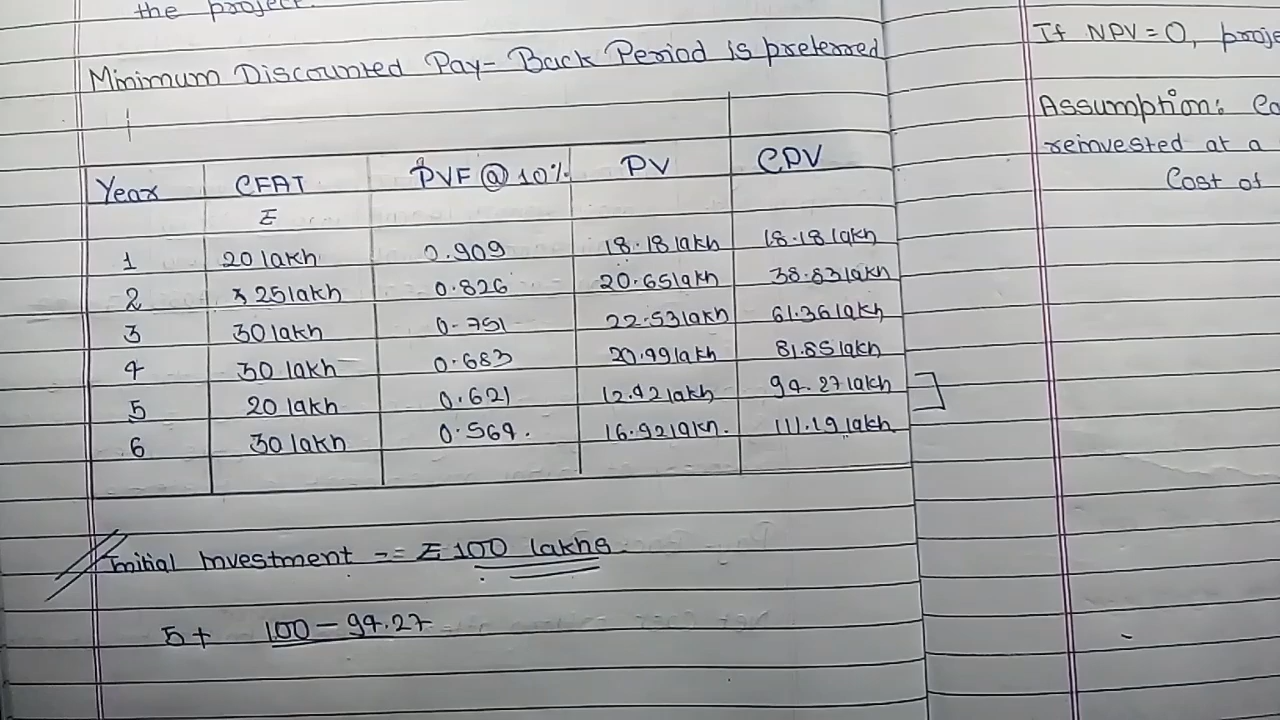 the project.
Minimum Discounted Pay-Back Period is preferred
Year CFAT PVF @ 10% PV CPV
₹
1 20 lakh 0.909 18.18 lakh 18.18 lakh
2 25 lakh 0.826 20.65 lakh 38.83 lakh
3 30 lakh 0.751 22.53 lakh 61.36 lakh
4 30 lakh 0.683 20.49 lakh 81.85 lakh
5 20 lakh 0.621 12.42 lakh 94.27 lakh
6 30 lakh 0.564. 16.92 lakh. 111.19 lakh
Initial Investment == ₹ 100 lakhs
5 + 100 - 94.27
If NPV = 0, proje
Assumption: Co
reinvested at a
Cost of